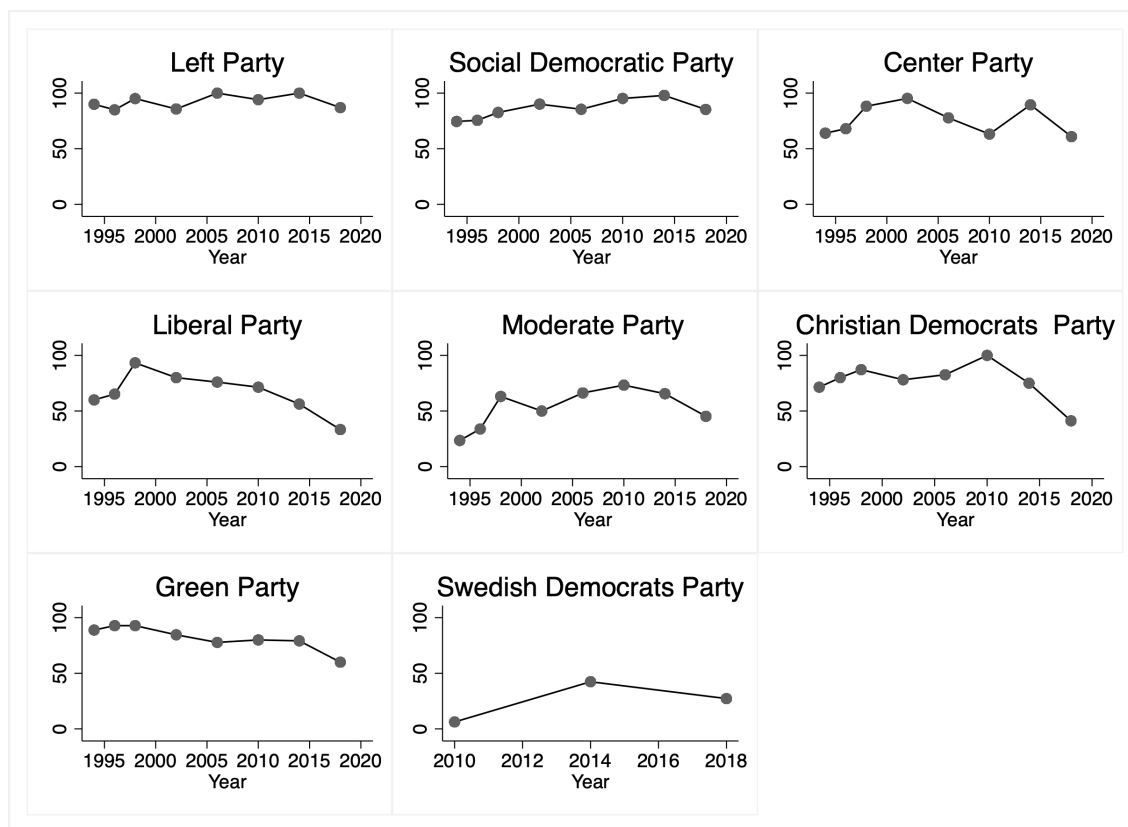 Left Party
100
50
0
1995 2000 2005 2010 2015 2020
Year
Social Democratic Party
100
50
0
1995 2000 2005 2010 2015 2020
Year
Center Party
100
50
0
1995 2000 2005 2010 2015 2020
Year
Liberal Party
100
50
0
1995 2000 2005 2010 2015 2020
Year
Moderate Party
100
50
0
1995 2000 2005 2010 2015 2020
Year
Christian Democrats  Party
100
50
0
1995 2000 2005 2010 2015 2020
Year
Green Party
100
50
0
1995 2000 2005 2010 2015 2020
Year
Swedish Democrats Party
100
50
0
2010 2012 2014 2016 2018
Year